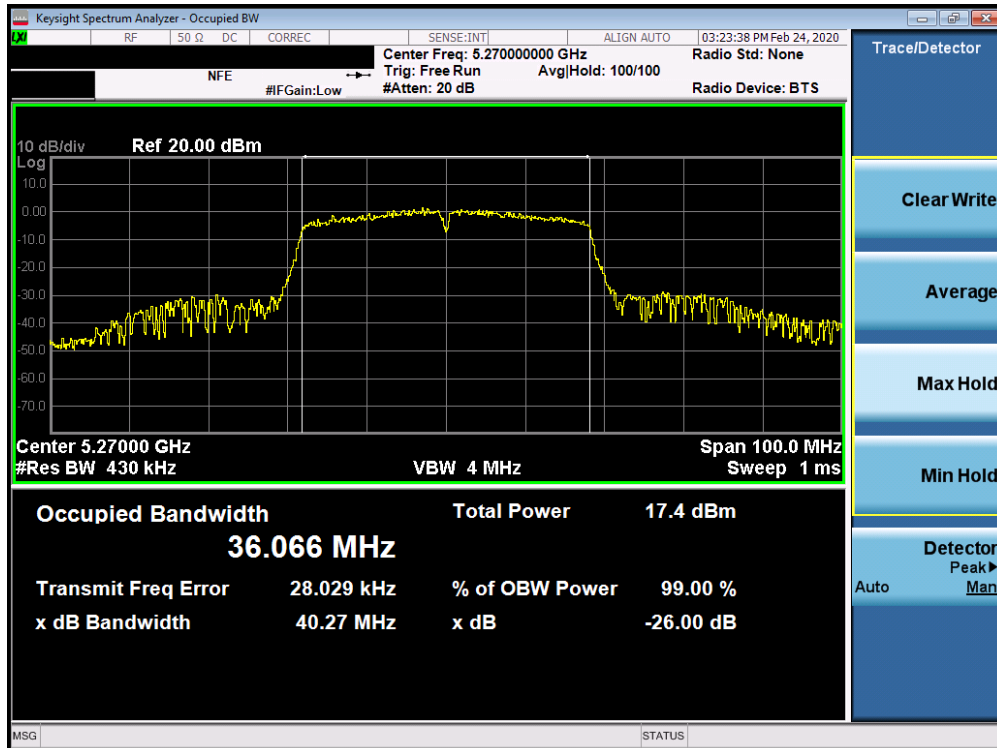 Keysight Spectrum Analyzer - Occupied BW
LXI RF 50 Ω DC CORREC SENSE:INT ALIGN AUTO 03:23:38 PM Feb 24, 2020
Center Freq: 5.270000000 GHz Radio Std: None
NFE Trig: Free Run Avg|Hold: 100/100
#IFGain:Low #Atten: 20 dB Radio Device: BTS
10 dB/div Ref 20.00 dBm
Log
10.0
0.00
-10.0
-20.0
-30.0
-40.0
-50.0
-60.0
-70.0
Center 5.27000 GHz Span 100.0 MHz
#Res BW 430 kHz VBW 4 MHz Sweep 1 ms
Occupied Bandwidth Total Power 17.4 dBm
36.066 MHz
Transmit Freq Error 28.029 kHz % of OBW Power 99.00 %
x dB Bandwidth 40.27 MHz x dB -26.00 dB
MSG STATUS
Trace/Detector
Clear Write
Average
Max Hold
Min Hold
Detector
Peak▶
Auto Man